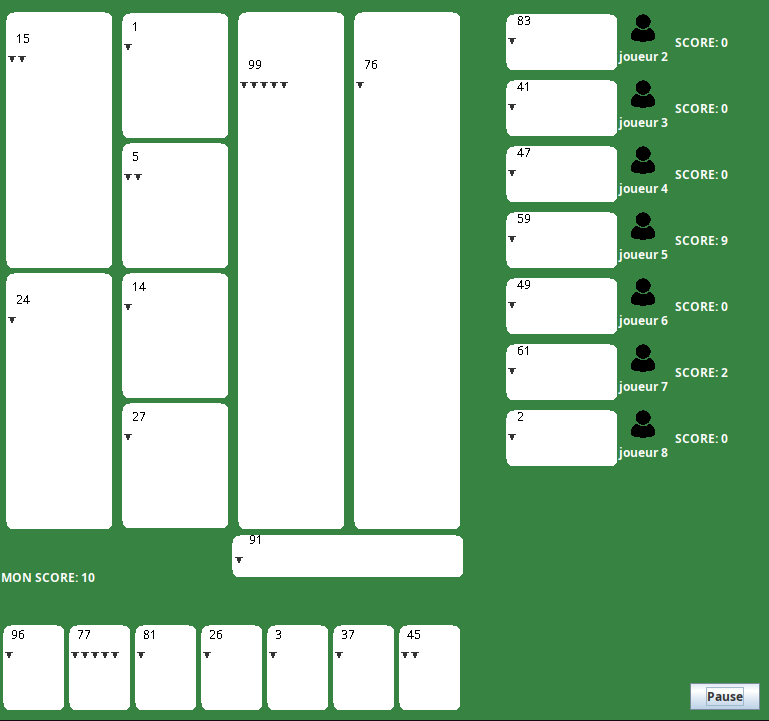 15
24
1
5
14
27
99
76
91
83
joueur 2
SCORE: 0
41
joueur 3
SCORE: 0
47
joueur 4
SCORE: 0
59
joueur 5
SCORE: 9
49
joueur 6
SCORE: 0
61
joueur 7
SCORE: 2
2
joueur 8
SCORE: 0
MON SCORE: 10
96
77
81
26
3
37
45
Pause